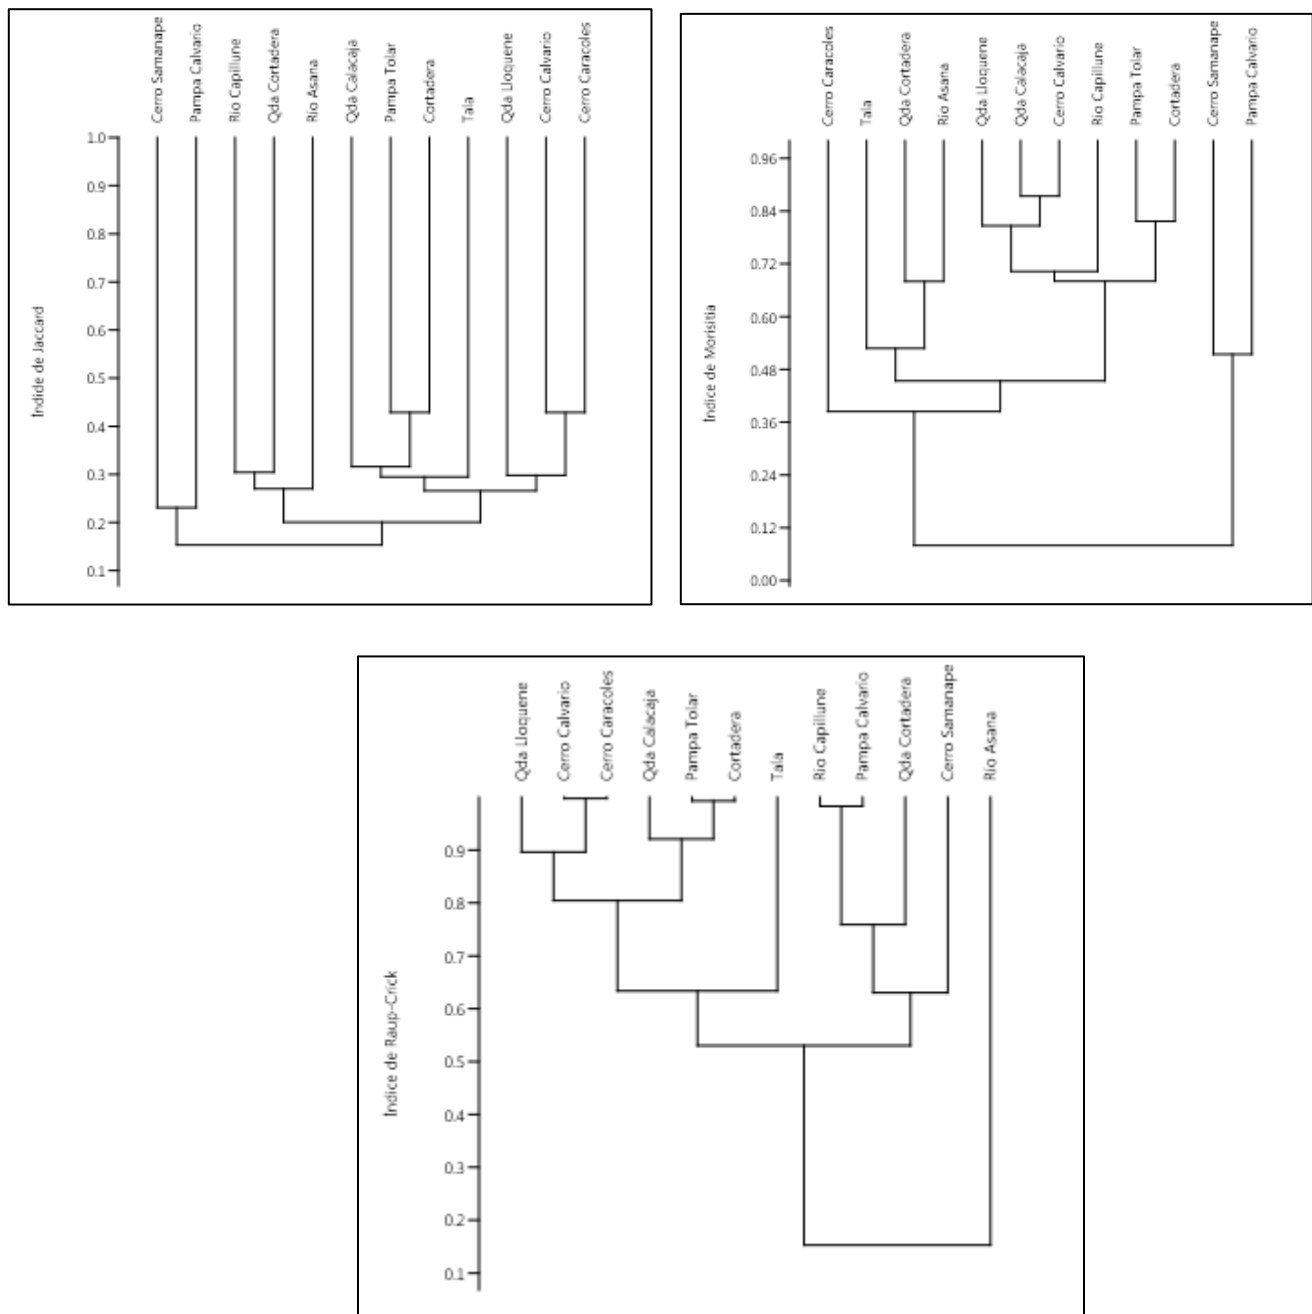 Cerro Samanape
Pampa Calvario
Rio Capillune
Qda Cortadera
Rio Asana
Qda Calacaja
Pampa Tolar
Cortadera
Tala
Qda Lloquene
Cerro Calvario
Cerro Caracoles
1.0
0.9
0.8
0.7
0.6
0.5
0.4
0.3
0.2
0.1
Indide de Jaccard
Cerro Caracoles
Tala
Qda Cortadera
Rio Asana
Qda Lloquene
Qda Calacaja
Cerro Calvario
Rio Capillune
Pampa Tolar
Cortadera
Cerro Samanape
Pampa Calvario
0.96
0.84
0.72
0.60
0.48
0.36
0.24
0.12
0.00
Indice de Morisitia
Qda Lloquene
Cerro Calvario
Cerro Caracoles
Qda Calacaja
Pampa Tolar
Cortadera
Tala
Rio Capillune
Pampa Calvario
Qda Cortadera
Cerro Samanape
Rio Asana
0.9
0.8
0.7
0.6
0.5
0.4
0.3
0.2
0.1
Indice de Raup-Crick